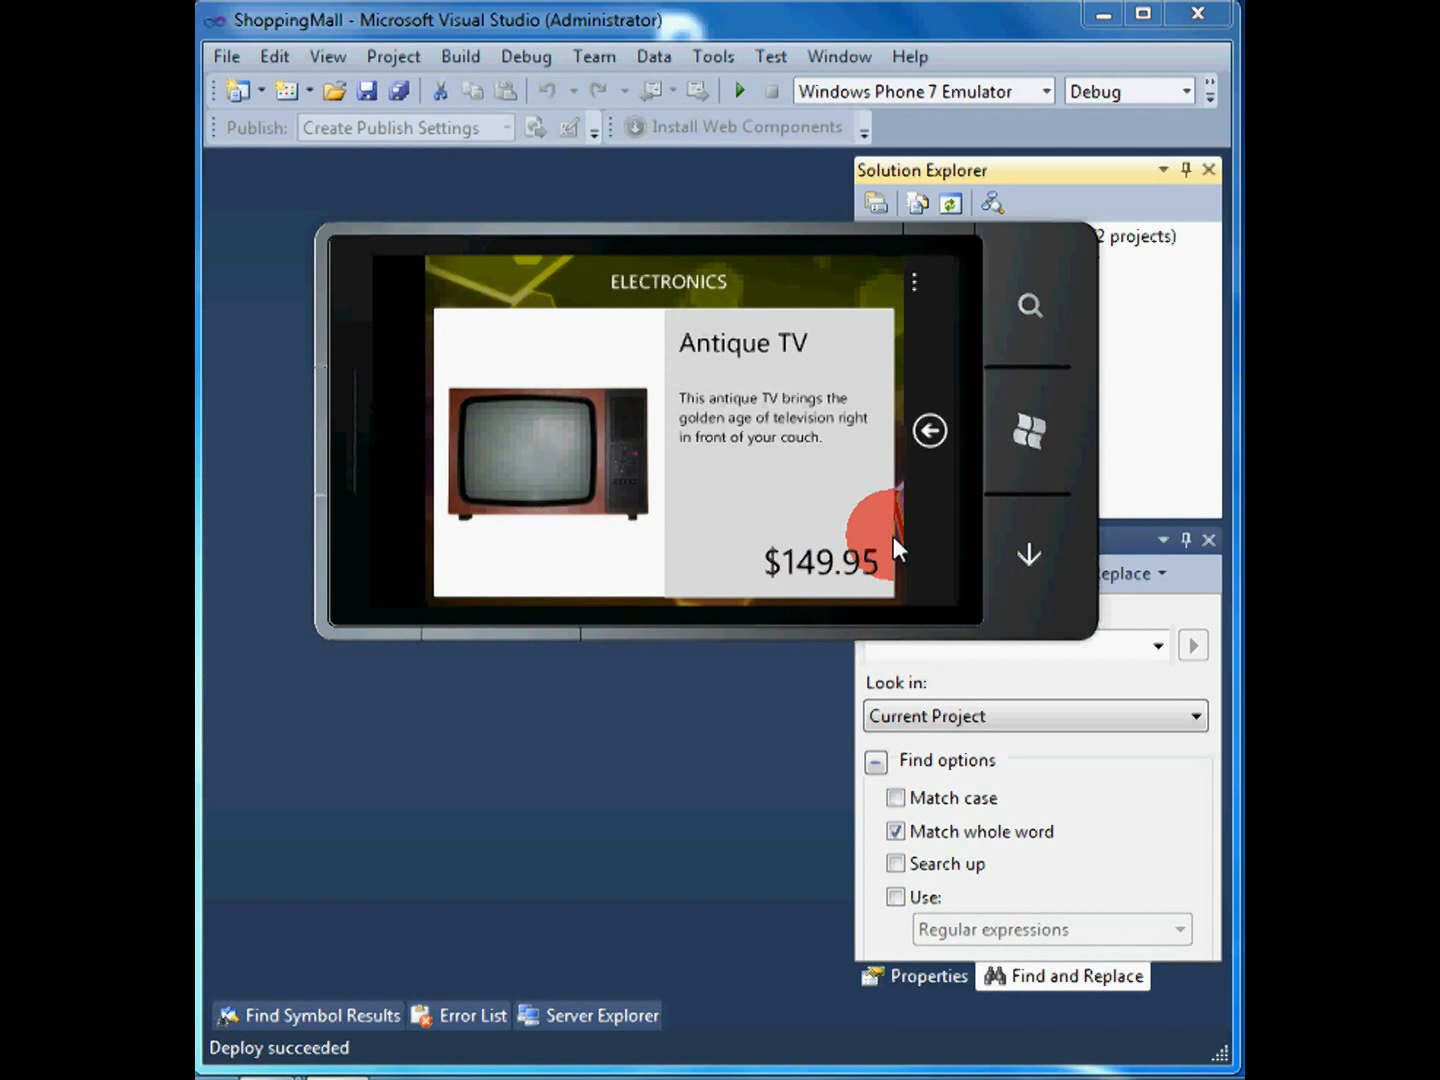 ShoppingMall - Microsoft Visual Studio (Administrator)
File Edit View Project Build Debug Team Data Tools Test Window Help
Windows Phone 7 Emulator Debug
Publish: Create Publish Settings Install Web Components
Solution Explorer
2 projects)
ELECTRONICS
Antique TV
This antique TV brings the
golden age of television right
in front of your couch.
$149.95
eplace
Look in:
Current Project
Find options
Match case
Match whole word
Search up
Use:
Regular expressions
Properties Find and Replace
Find Symbol Results Error List Server Explorer
Deploy succeeded